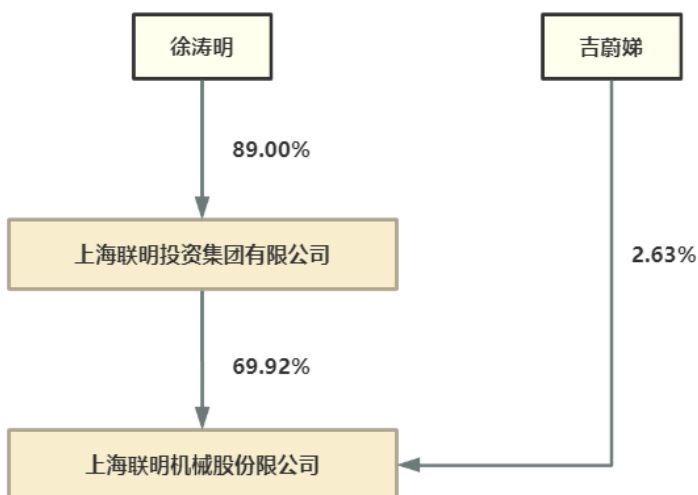 徐涛明
吉蔚娣
89.00%
上海联明投资集团有限公司
2.63%
69.92%
上海联明机械股份限公司